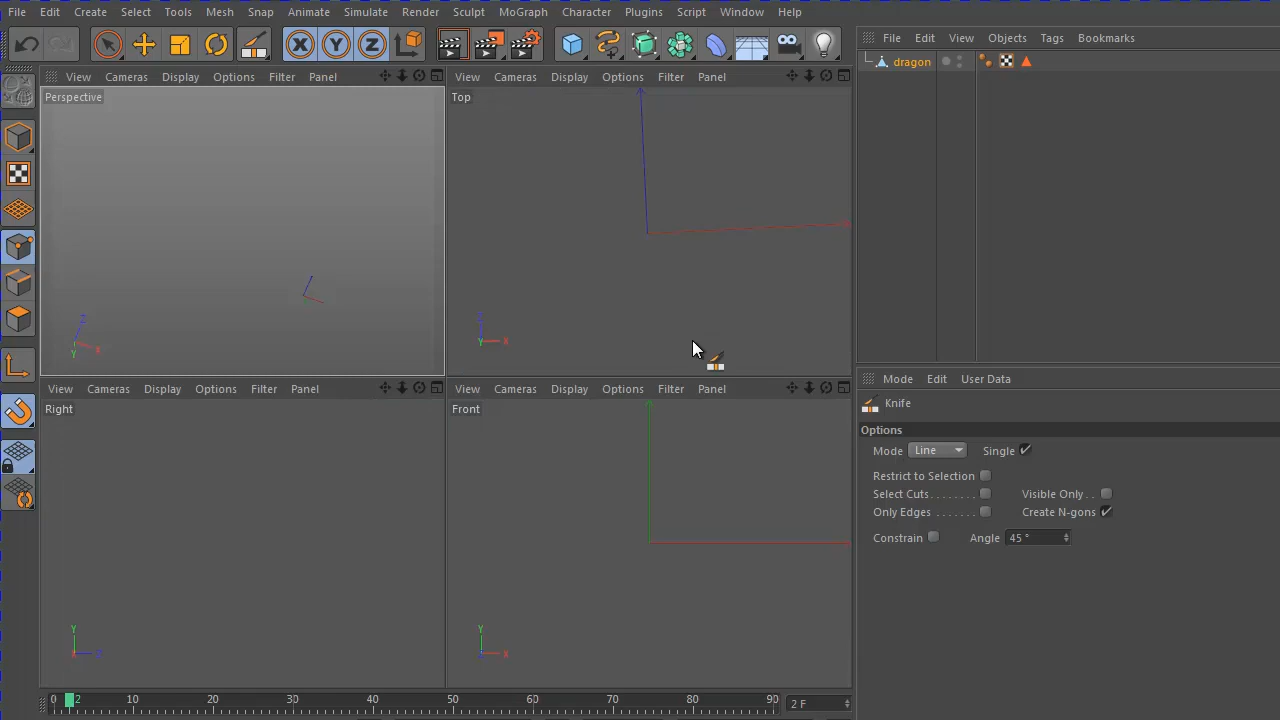 File Edit Create Select Tools Mesh Snap Animate Simulate Render Sculpt MoGraph Character Plugins Script Window Help
X Y Z
File Edit View Objects Tags Bookmarks
dragon
View Cameras Display Options Filter Panel
Perspective
Z
X
Y
View Cameras Display Options Filter Panel
Top
Z
Y X
View Cameras Display Options Filter Panel
Right
Y
X Z
View Cameras Display Options Filter Panel
Front
Y
Z X
Mode Edit User Data
Knife
Options
Mode Line Single
Restrict to Selection
Select Cuts . . . . . . . Visible Only . .
Only Edges . . . . . . . Create N-gons
Constrain Angle 45 °
0 2 10 20 30 40 50 60 70 80 90 2 F